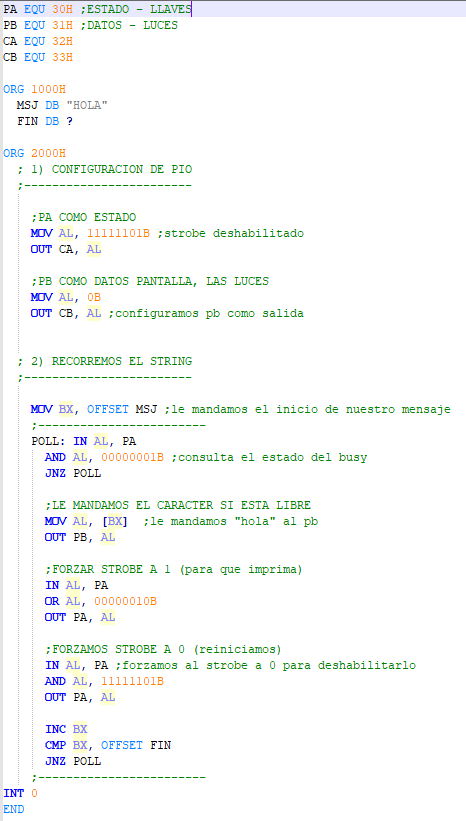 PA EQU 30H ;ESTADO - LLAVES
PB EQU 31H ;DATOS - LUCES
CA EQU 32H
CB EQU 33H
ORG 1000H
MSJ DB "HOLA"
FIN DB ?
ORG 2000H
; 1) CONFIGURACION DE PIO
;------------------------
;PA COMO ESTADO
MOV AL, 11111101B ;strobe deshabilitado
OUT CA, AL
;PB COMO DATOS PANTALLA, LAS LUCES
MOV AL, 0B
OUT CB, AL ;configuramos pb como salida
; 2) RECORREMOS EL STRING
;------------------------
MOV BX, OFFSET MSJ ;le mandamos el inicio de nuestro mensaje
;------------------------
POLL: IN AL, PA
AND AL, 00000001B ;consulta el estado del busy
JNZ POLL
;LE MANDAMOS EL CARACTER SI ESTA LIBRE
MOV AL, [BX]  ;le mandamos "hola" al pb
OUT PB, AL
;FORZAR STROBE A 1 (para que imprima)
IN AL, PA
OR AL, 00000010B
OUT PA, AL
;FORZAMOS STROBE A 0 (reiniciamos)
IN AL, PA ;forzamos al strobe a 0 para deshabilitarlo
AND AL, 11111101B
OUT PA, AL
INC BX
CMP BX, OFFSET FIN
JNZ POLL
;------------------------
INT 0
END